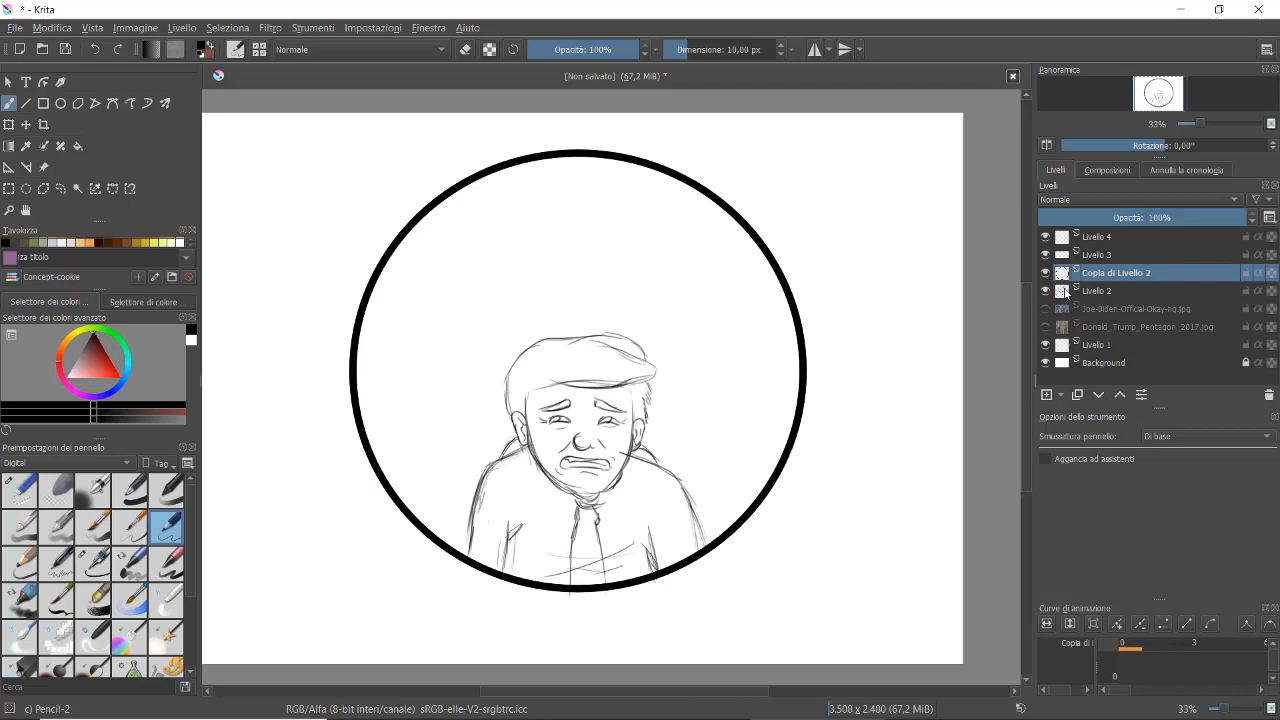 * - Krita
File Modifica Vista Immagine Livello Seleziona Filtro Strumenti Impostazioni Finestra Aiuto
Normale Opacità: 100% Dimensione: 10,00 px
[Non salvato] (67,2 MiB) *
Panoramica
33%
Rotazione: 0,00°
Livelli Composizioni Annulla la cronologia
Livelli
Normale
Opacità: 100%
Livello 4
Livello 3
Copia di Livello 2
Livello 2
Joe-Biden-Offical-Okay-ng.jpg
Donald_Trump_Pentagon_2017.jpg
Livello 1
Background
Opzioni dello strumento
Smussatura pennello: Di base
Aggancia ad assistenti
Curve di animazione
Copia di l 0 3 6
0
Tavolozza
za titolo
Concept-cookie
Selettore dei colori ... Selettore di colore ...
Selettore dei colori avanzato
Preimpostazioni del pennello
Digital Tag
Cerca
c) Pencil-2 RGB/Alfa (8-bit interi/canale) sRGB-elle-V2-srgbtrc.icc 3.508 x 2.480 (67,2 MiB) 33%